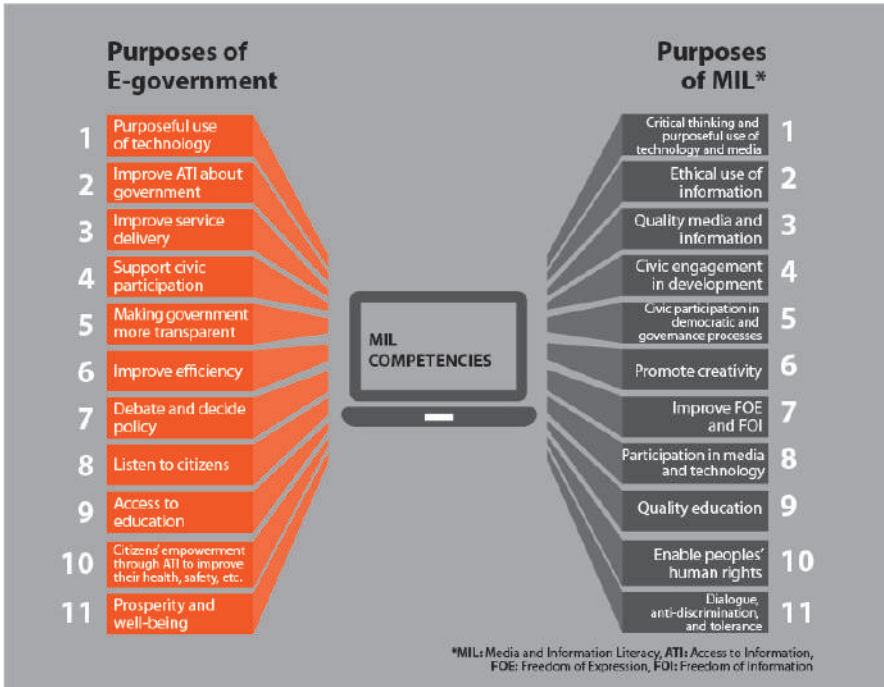 Purposes of
E-government
1
Purposeful use
of technology
2
Improve ATI about
government
3
Improve service
delivery
4
Support civic
participation
5
Making government
more transparent
6
Improve efficiency
7
Debate and decide
policy
8
Listen to citizens
9
Access to
education
10
Citizens' empowerment
through ATI to improve
their health, safety, etc.
11
Prosperity and
well-being
MIL
COMPETENCIES
Purposes
of MIL*
Critical thinking and
purposeful use of
technology and media
1
Ethical use of
information
2
Quality media and
information
3
Civic engagement
in development
4
Civic participation in
democratic and
governance processes
5
Promote creativity
6
Improve FOE
and FOI
7
Participation in media
and technology
8
Quality education
9
Enable peoples'
human rights
10
Dialogue,
anti-discrimination,
and tolerance
11
*MIL: Media and Information Literacy, ATI: Access to Information,
FOE: Freedom of Expression, FOI: Freedom of Information